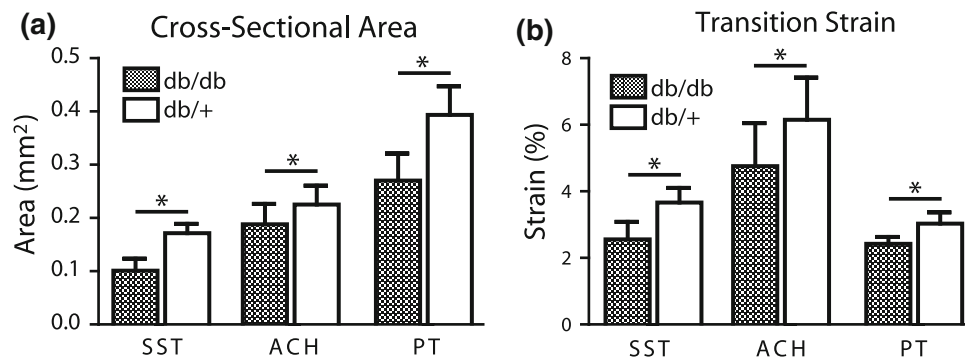 (a) Cross-Sectional Area
Area (mm²)
0.5
0.4
0.3
0.2
0.1
0.0
db/db
db/+
*
*
*
SST ACH PT
(b) Transition Strain
Strain (%)
8
6
4
2
0
db/db
db/+
*
*
*
SST ACH PT